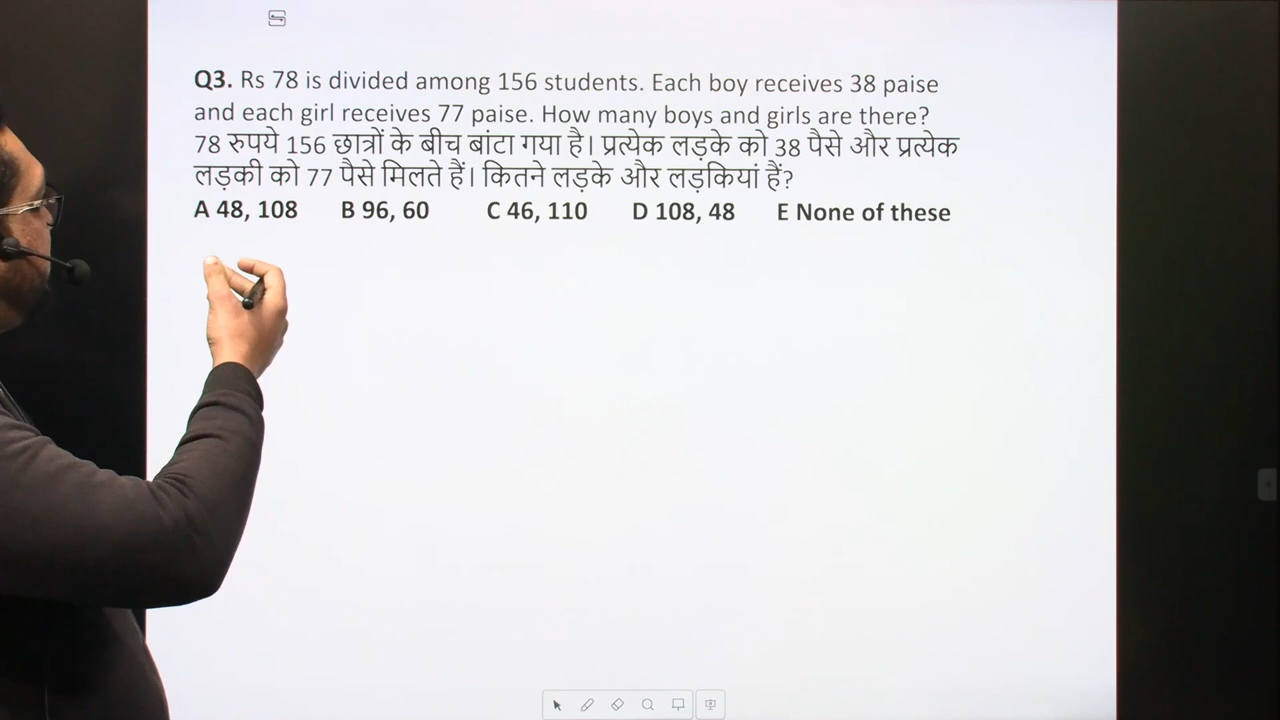 Q3. Rs 78 is divided among 156 students. Each boy receives 38 paise
and each girl receives 77 paise. How many boys and girls are there?
78 रुपये 156 छात्रों के बीच बांटा गया है। प्रत्येक लड़के को 38 पैसे और प्रत्येक
लड़की को 77 पैसे मिलते हैं। कितने लड़के और लड़कियां हैं?
A 48, 108 B 96, 60 C 46, 110 D 108, 48 E None of these